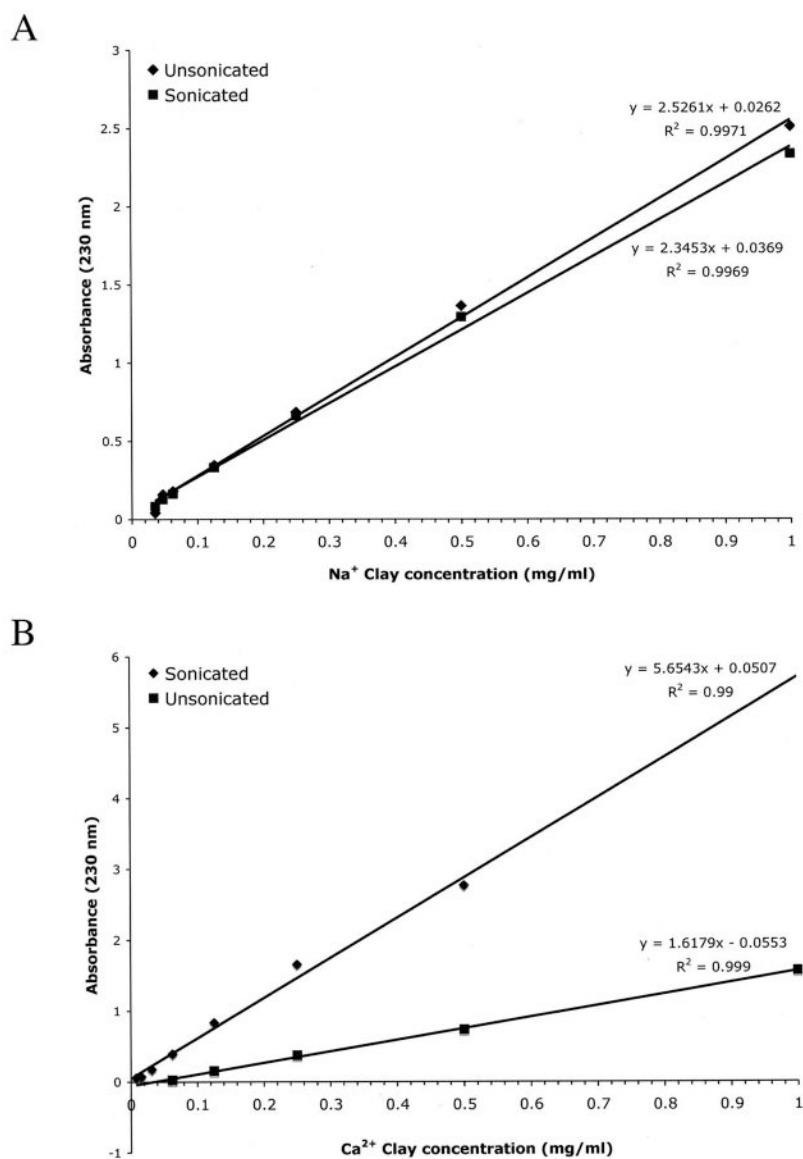 A
3
◆ Unsonicated
■ Sonicated
y = 2.5261x + 0.0262
R² = 0.9971
2.5
2
y = 2.3453x + 0.0369
R² = 0.9969
1.5
1
0.5
0
Absorbance (230 nm)
0 0.1 0.2 0.3 0.4 0.5 0.6 0.7 0.8 0.9 1
Na⁺ Clay concentration (mg/ml)
B
6
◆ Sonicated
■ Unsonicated
y = 5.6543x + 0.0507
R² = 0.99
5
4
3
2
y = 1.6179x - 0.0553
R² = 0.999
1
0
-1
Absorbance (230 nm)
0 0.1 0.2 0.3 0.4 0.5 0.6 0.7 0.8 0.9 1
Ca²⁺ Clay concentration (mg/ml)